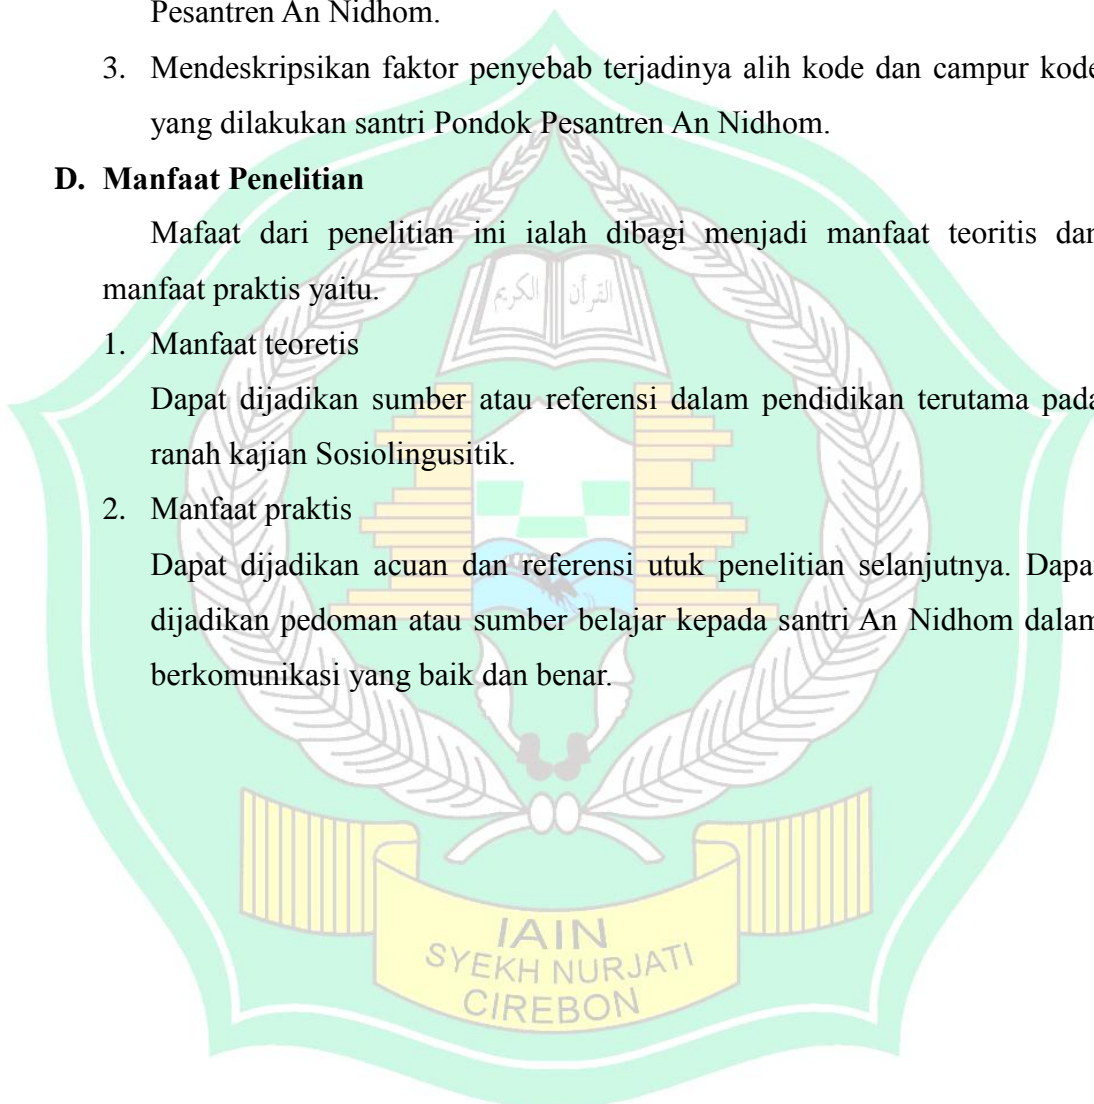 Pesantren An Nidhom.
3. Mendeskripsikan faktor penyebab terjadinya alih kode dan campur kode
yang dilakukan santri Pondok Pesantren An Nidhom.
D. Manfaat Penelitian
Mafaat dari penelitian ini ialah dibagi menjadi manfaat teoritis dan
manfaat praktis yaitu.
1. Manfaat teoretis
Dapat dijadikan sumber atau referensi dalam pendidikan terutama pada
ranah kajian Sosiolingusitik.
2. Manfaat praktis
Dapat dijadikan acuan dan referensi utuk penelitian selanjutnya. Dapat
dijadikan pedoman atau sumber belajar kepada santri An Nidhom dalam
berkomunikasi yang baik dan benar.
القرأن الكريم
IAIN
SYEKH NURJATI
CIREBON